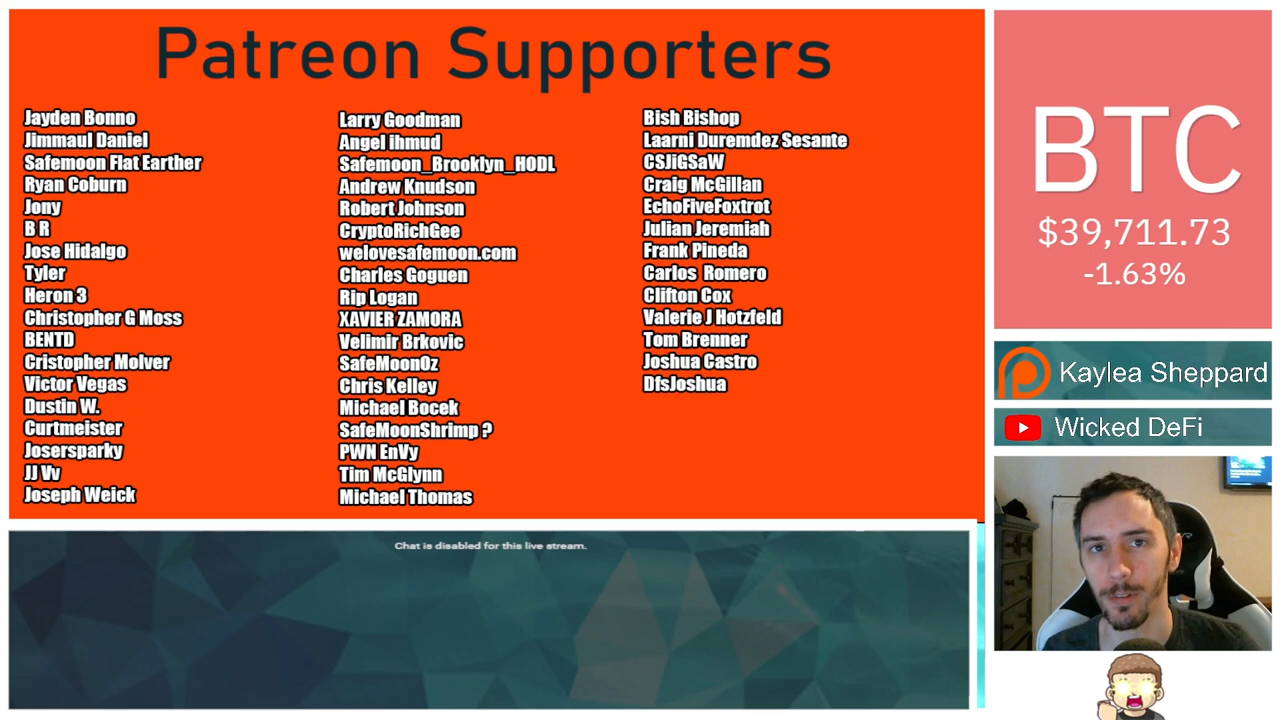 Patreon Supporters
Jayden Bonno
Jimmaul Daniel
Safemoon Flat Earther
Ryan Coburn
Jony
B R
Jose Hidalgo
Tyler
Heron 3
Christopher G Moss
BENTD
Cristopher Molver
Victor Vegas
Dustin W.
Curtmeister
Josersparky
JJ Vv
Joseph Weick
Larry Goodman
Angel ihmud
Safemoon_Brooklyn_HODL
Andrew Knudson
Robert Johnson
CryptoRichGee
welovesafemoon.com
Charles Goguen
Rip Logan
XAVIER ZAMORA
Velimir Brkovic
SafeMoonOz
Chris Kelley
Michael Bocek
SafeMoonShrimp ?
PWN EnVy
Tim McGlynn
Michael Thomas
Bish Bishop
Laarni Duremdez Sesante
CSJiGSaW
Craig McGillan
EchoFiveFoxtrot
Julian Jeremiah
Frank Pineda
Carlos Romero
Clifton Cox
Valerie J Hotzfeld
Tom Brenner
Joshua Castro
DfsJoshua
BTC
$39,711.73
-1.63%
Kaylea Sheppard
Wicked DeFi
Chat is disabled for this live stream.